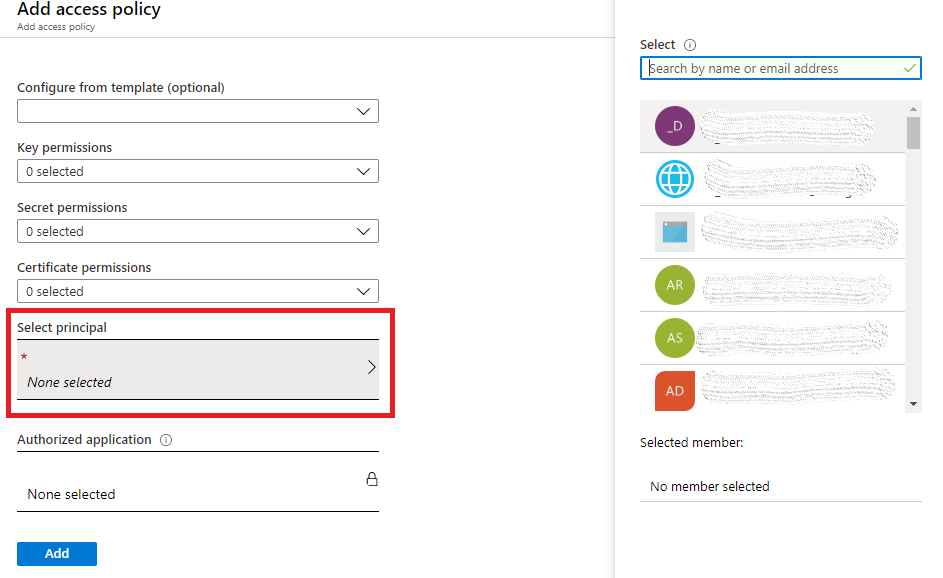 Add access policy
Add access policy
Configure from template (optional)
Key permissions
0 selected
Secret permissions
0 selected
Certificate permissions
0 selected
Select principal
*
None selected
Authorized application
None selected
Add
Select
Search by name or email address
_D
AR
AS
AD
Selected member:
No member selected